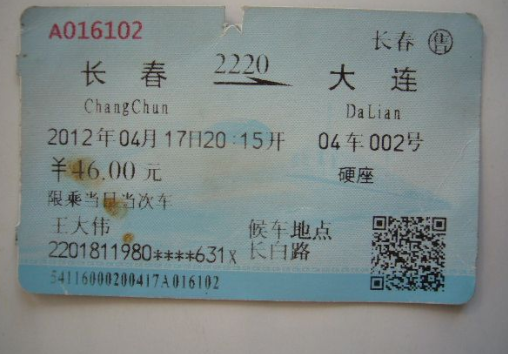 A016102
长春 售
长春 2220 大连
ChangChun DaLian
2012年04月17日20:15开 04车002号
¥46.00元 硬座
限乘当日当次车
王大伟 候车地点
2201811980****631X 长白路
54116000200417A016102